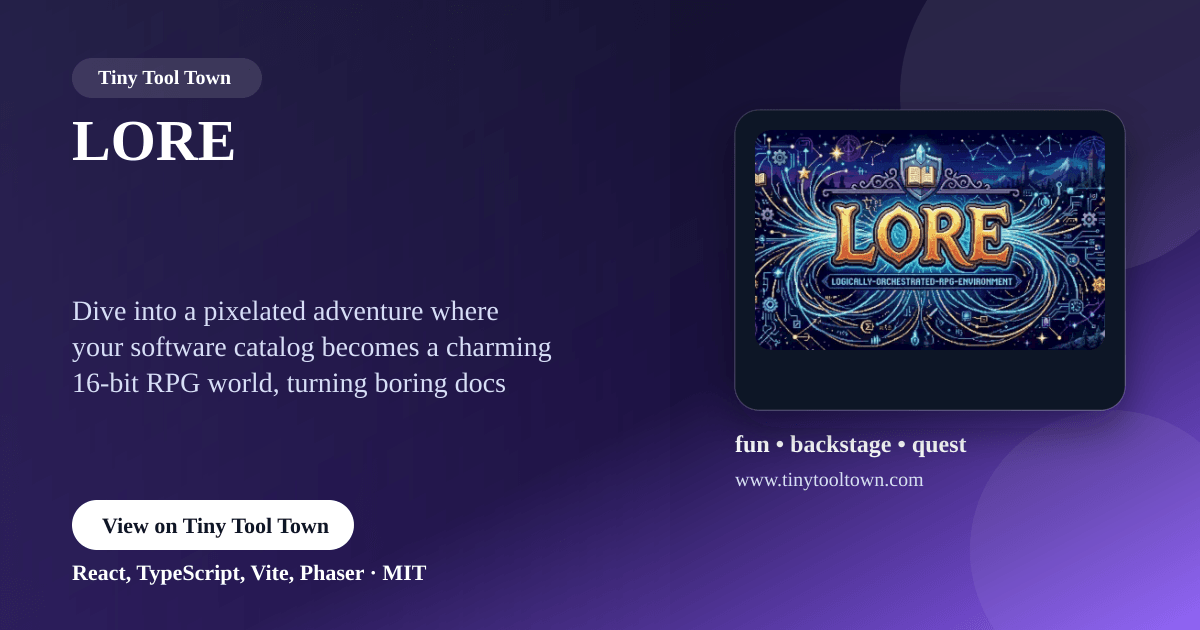 Tiny Tool Town
LORE
Dive into a pixelated adventure where
your software catalog becomes a charming
16-bit RPG world, turning boring docs
View on Tiny Tool Town
React, TypeScript, Vite, Phaser · MIT
LORE
LOGICALLY-ORCHESTRATED-RPG-ENVIRONMENT
fun • backstage • quest
www.tinytooltown.com